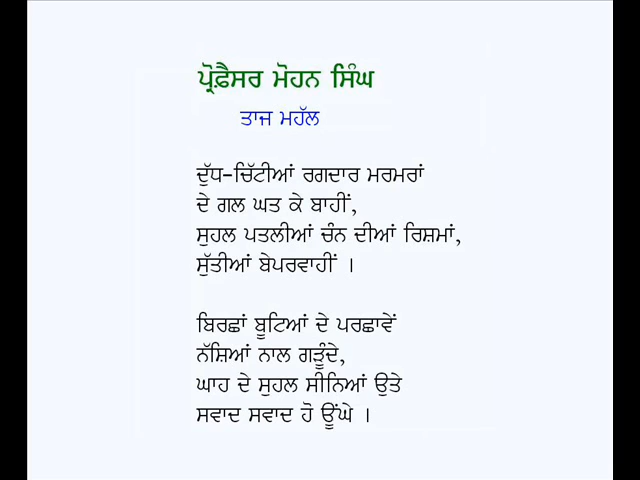 ਪ੍ਰੋਫ਼ੈਸਰ ਮੋਹਨ ਸਿੰਘ
ਤਾਜ ਮਹੱਲ
ਦੁੱਧ-ਚਿੱਟੀਆਂ ਰਗਦਾਰ ਮਰਮਰਾਂ
ਦੇ ਗਲ ਘਤ ਕੇ ਬਾਹੀਂ,
ਸੁਹਲ ਪਤਲੀਆਂ ਚੰਨ ਦੀਆਂ ਰਿਸ਼ਮਾਂ,
ਸੁੱਤੀਆਂ ਬੇਪਰਵਾਹੀਂ ।
ਬਿਰਛਾਂ ਬੂਟਿਆਂ ਦੇ ਪਰਛਾਵੇਂ
ਨੱਸ਼ਿਆਂ ਨਾਲ ਗੜੂੰਦੇ,
ਘਾਹ ਦੇ ਸੁਹਲ ਸੀਨਿਆਂ ਉਤੇ
ਸਵਾਦ ਸਵਾਦ ਹੋ ਊਂਘੇ ।